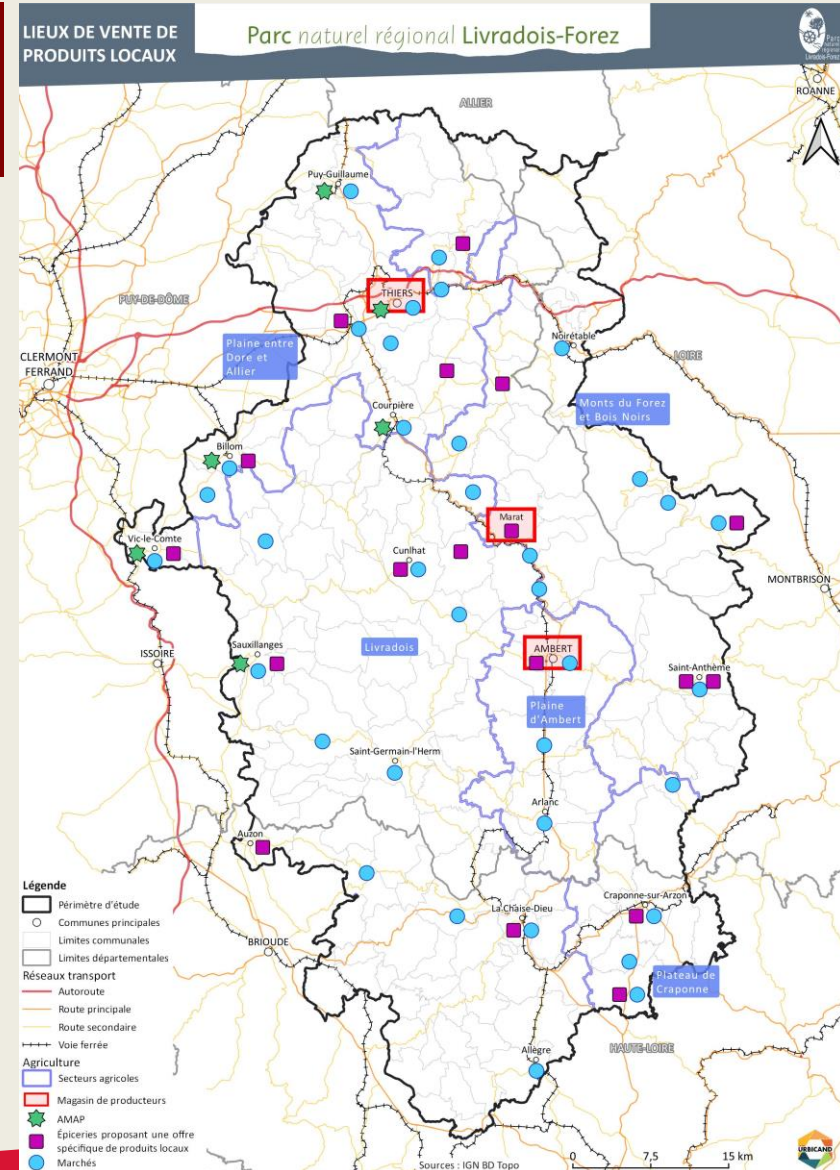 LIEUX DE VENTE DE
PRODUITS LOCAUX
Parc naturel régional Livradois-Forez
Parc
naturel
régional
Livradois-Forez
ROANNE
ALLIER
Puy-Guillaume
PUY-DE-DÔME
THIERS
Plaine entre
Dore et
Allier
Noirétable
LOIRE
CLERMONT
FERRAND
Monts du Forez
et Bois Noirs
Courpière
Billom
Marat
Vic-le-Comte
Cunlhat
MONTBRISON
ISSOIRE
Sauxillanges
Livradois
AMBERT
Saint-Anthème
Plaine
d'Ambert
Saint-Germain-l'Herm
Arlanc
Auzon
Légende
Périmètre d'étude
Communes principales
Limites communales
Limites départementales
Réseaux transport
Autoroute
Route principale
Route secondaire
Voie ferrée
Agriculture
Secteurs agricoles
Magasin de producteurs
AMAP
Épiceries proposant une offre
spécifique de produits locaux
Marchés
La Chaise-Dieu
Craponne-sur-Arzon
BRIOUDE
Plateau de
Craponne
HAUTE-LOIRE
Allègre
Sources : IGN BD Topo
0 7,5 15 km
URBICAND